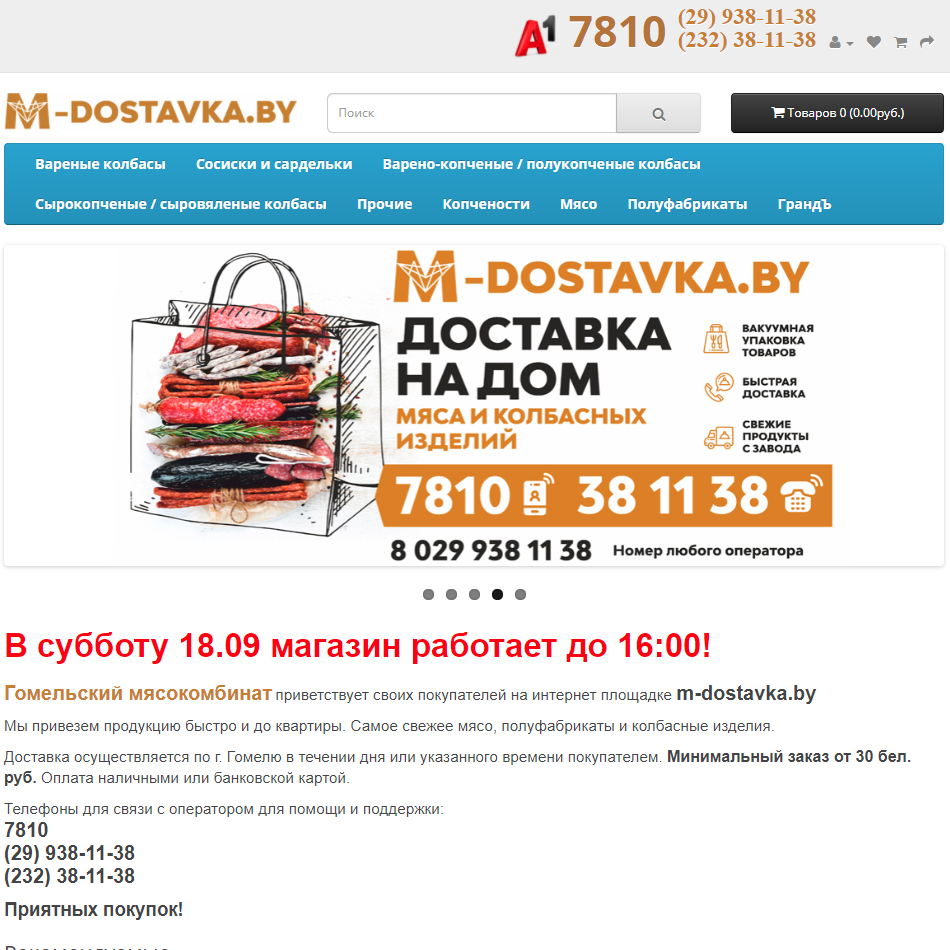 A1 7810 (29) 938-11-38
(232) 38-11-38
M-DOSTAVKA.BY
Поиск
Товаров 0 (0.00руб.)
Вареные колбасы Сосиски и сардельки Варено-копченые / полукопченые колбасы
Сырокопченые / сыровяленые колбасы Прочие Копчености Мясо Полуфабрикаты ГрандЪ
M-DOSTAVKA.BY
ДОСТАВКА
НА ДОМ
МЯСА И КОЛБАСНЫХ
ИЗДЕЛИЙ
ВАКУУМНАЯ
УПАКОВКА
ТОВАРОВ
БЫСТРАЯ
ДОСТАВКА
СВЕЖИЕ
ПРОДУКТЫ
С ЗАВОДА
7810 38 11 38
8 029 938 11 38 Номер любого оператора
В субботу 18.09 магазин работает до 16:00!
Гомельский мясокомбинат приветствует своих покупателей на интернет площадке m-dostavka.by
Мы привезем продукцию быстро и до квартиры. Самое свежее мясо, полуфабрикаты и колбасные изделия.
Доставка осуществляется по г. Гомелю в течении дня или указанного времени покупателем. Минимальный заказ от 30 бел.
руб. Оплата наличными или банковской картой.
Телефоны для связи с оператором для помощи и поддержки:
7810
(29) 938-11-38
(232) 38-11-38
Приятных покупок!